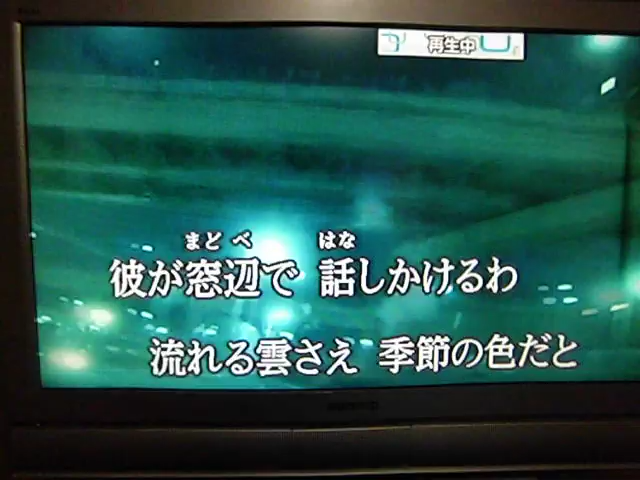 再生中
まどべ はな
彼が窓辺で 話しかけるわ
流れる雲さえ 季節の色だと